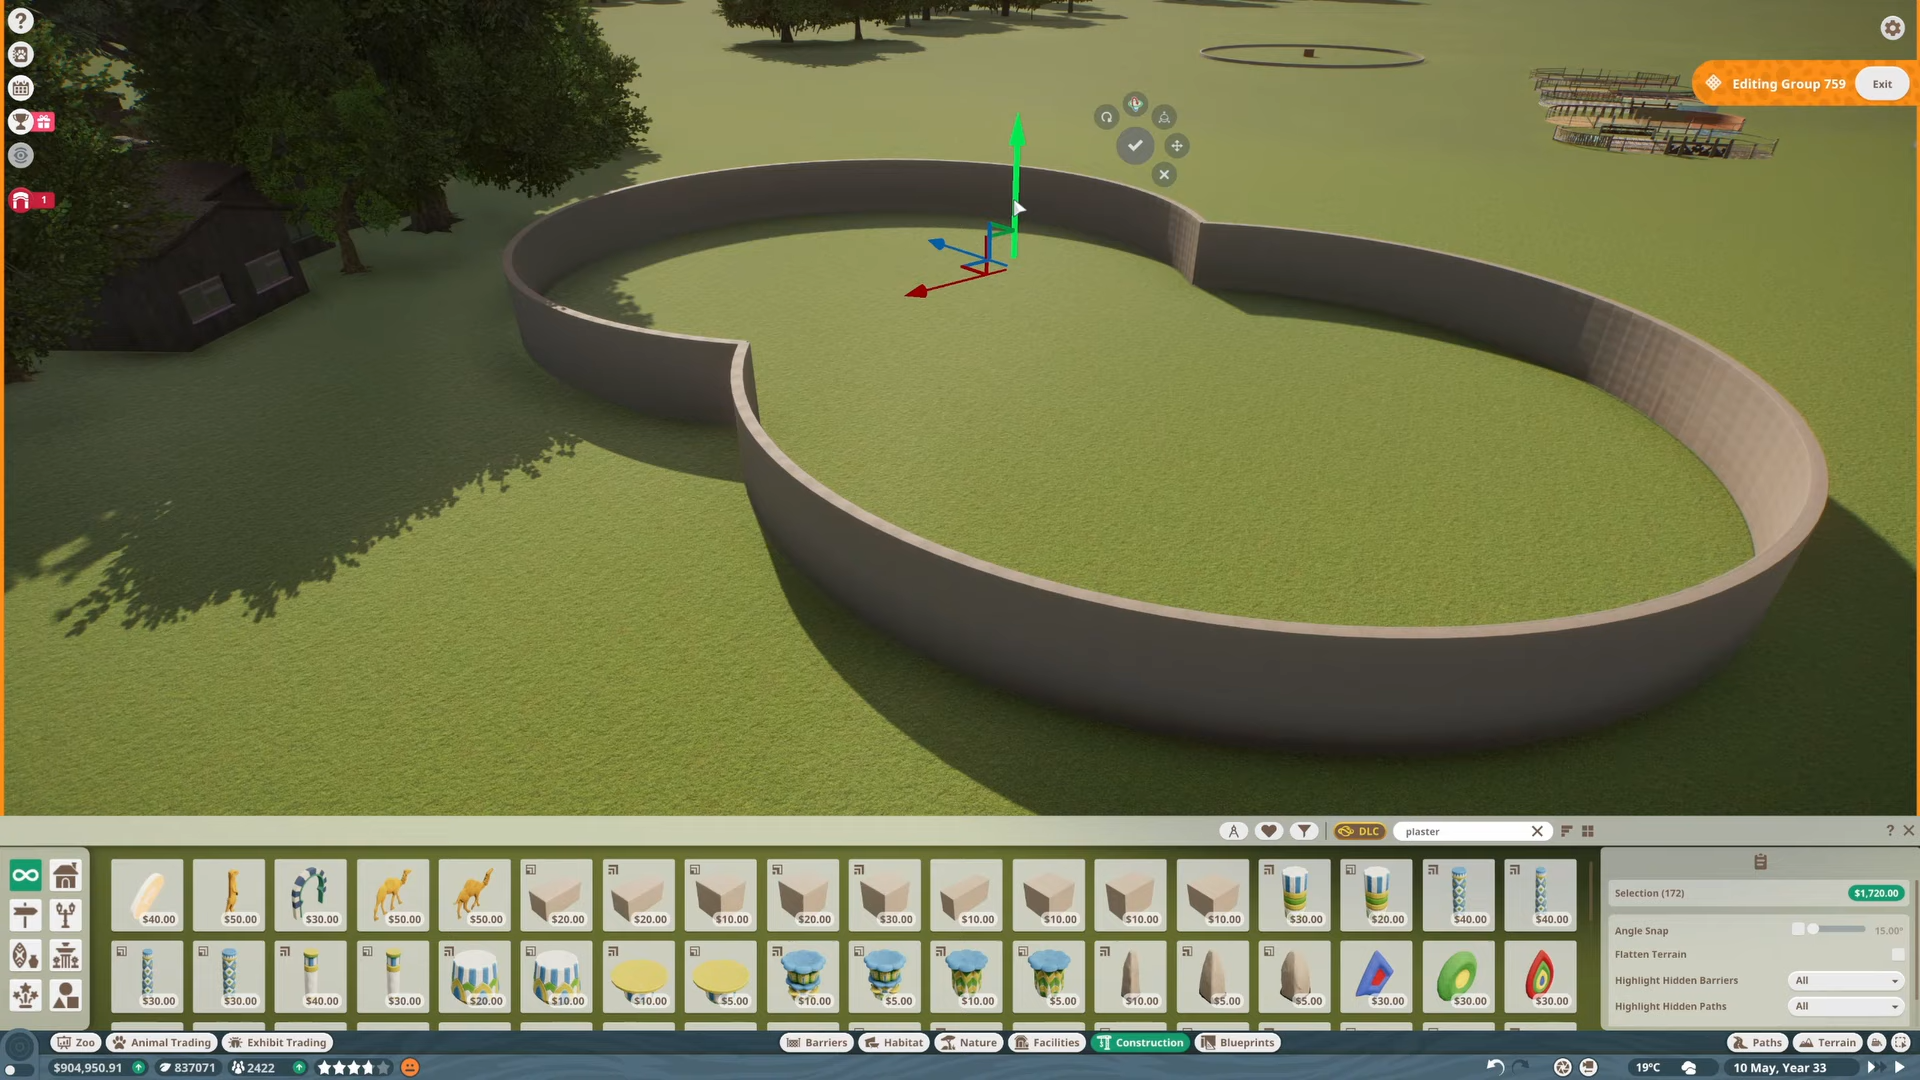 ?
Editing Group 759 Exit
1
DLC plaster
?
$40.00 $50.00 $30.00 $50.00 $50.00 $20.00 $20.00 $10.00 $20.00 $30.00 $10.00 $10.00 $10.00 $10.00 $30.00 $20.00 $40.00 $40.00
$30.00 $30.00 $40.00 $30.00 $20.00 $10.00 $10.00 $5.00 $10.00 $5.00 $10.00 $5.00 $10.00 $5.00 $5.00 $30.00 $30.00 $30.00
Selection (172) $1,720.00
Angle Snap 15.00°
Flatten Terrain
Highlight Hidden Barriers All
Highlight Hidden Paths All
Zoo Animal Trading Exhibit Trading Barriers Habitat Nature Facilities Construction Blueprints Paths Terrain
$904,950.91 837071 2422 19°C 10 May, Year 33